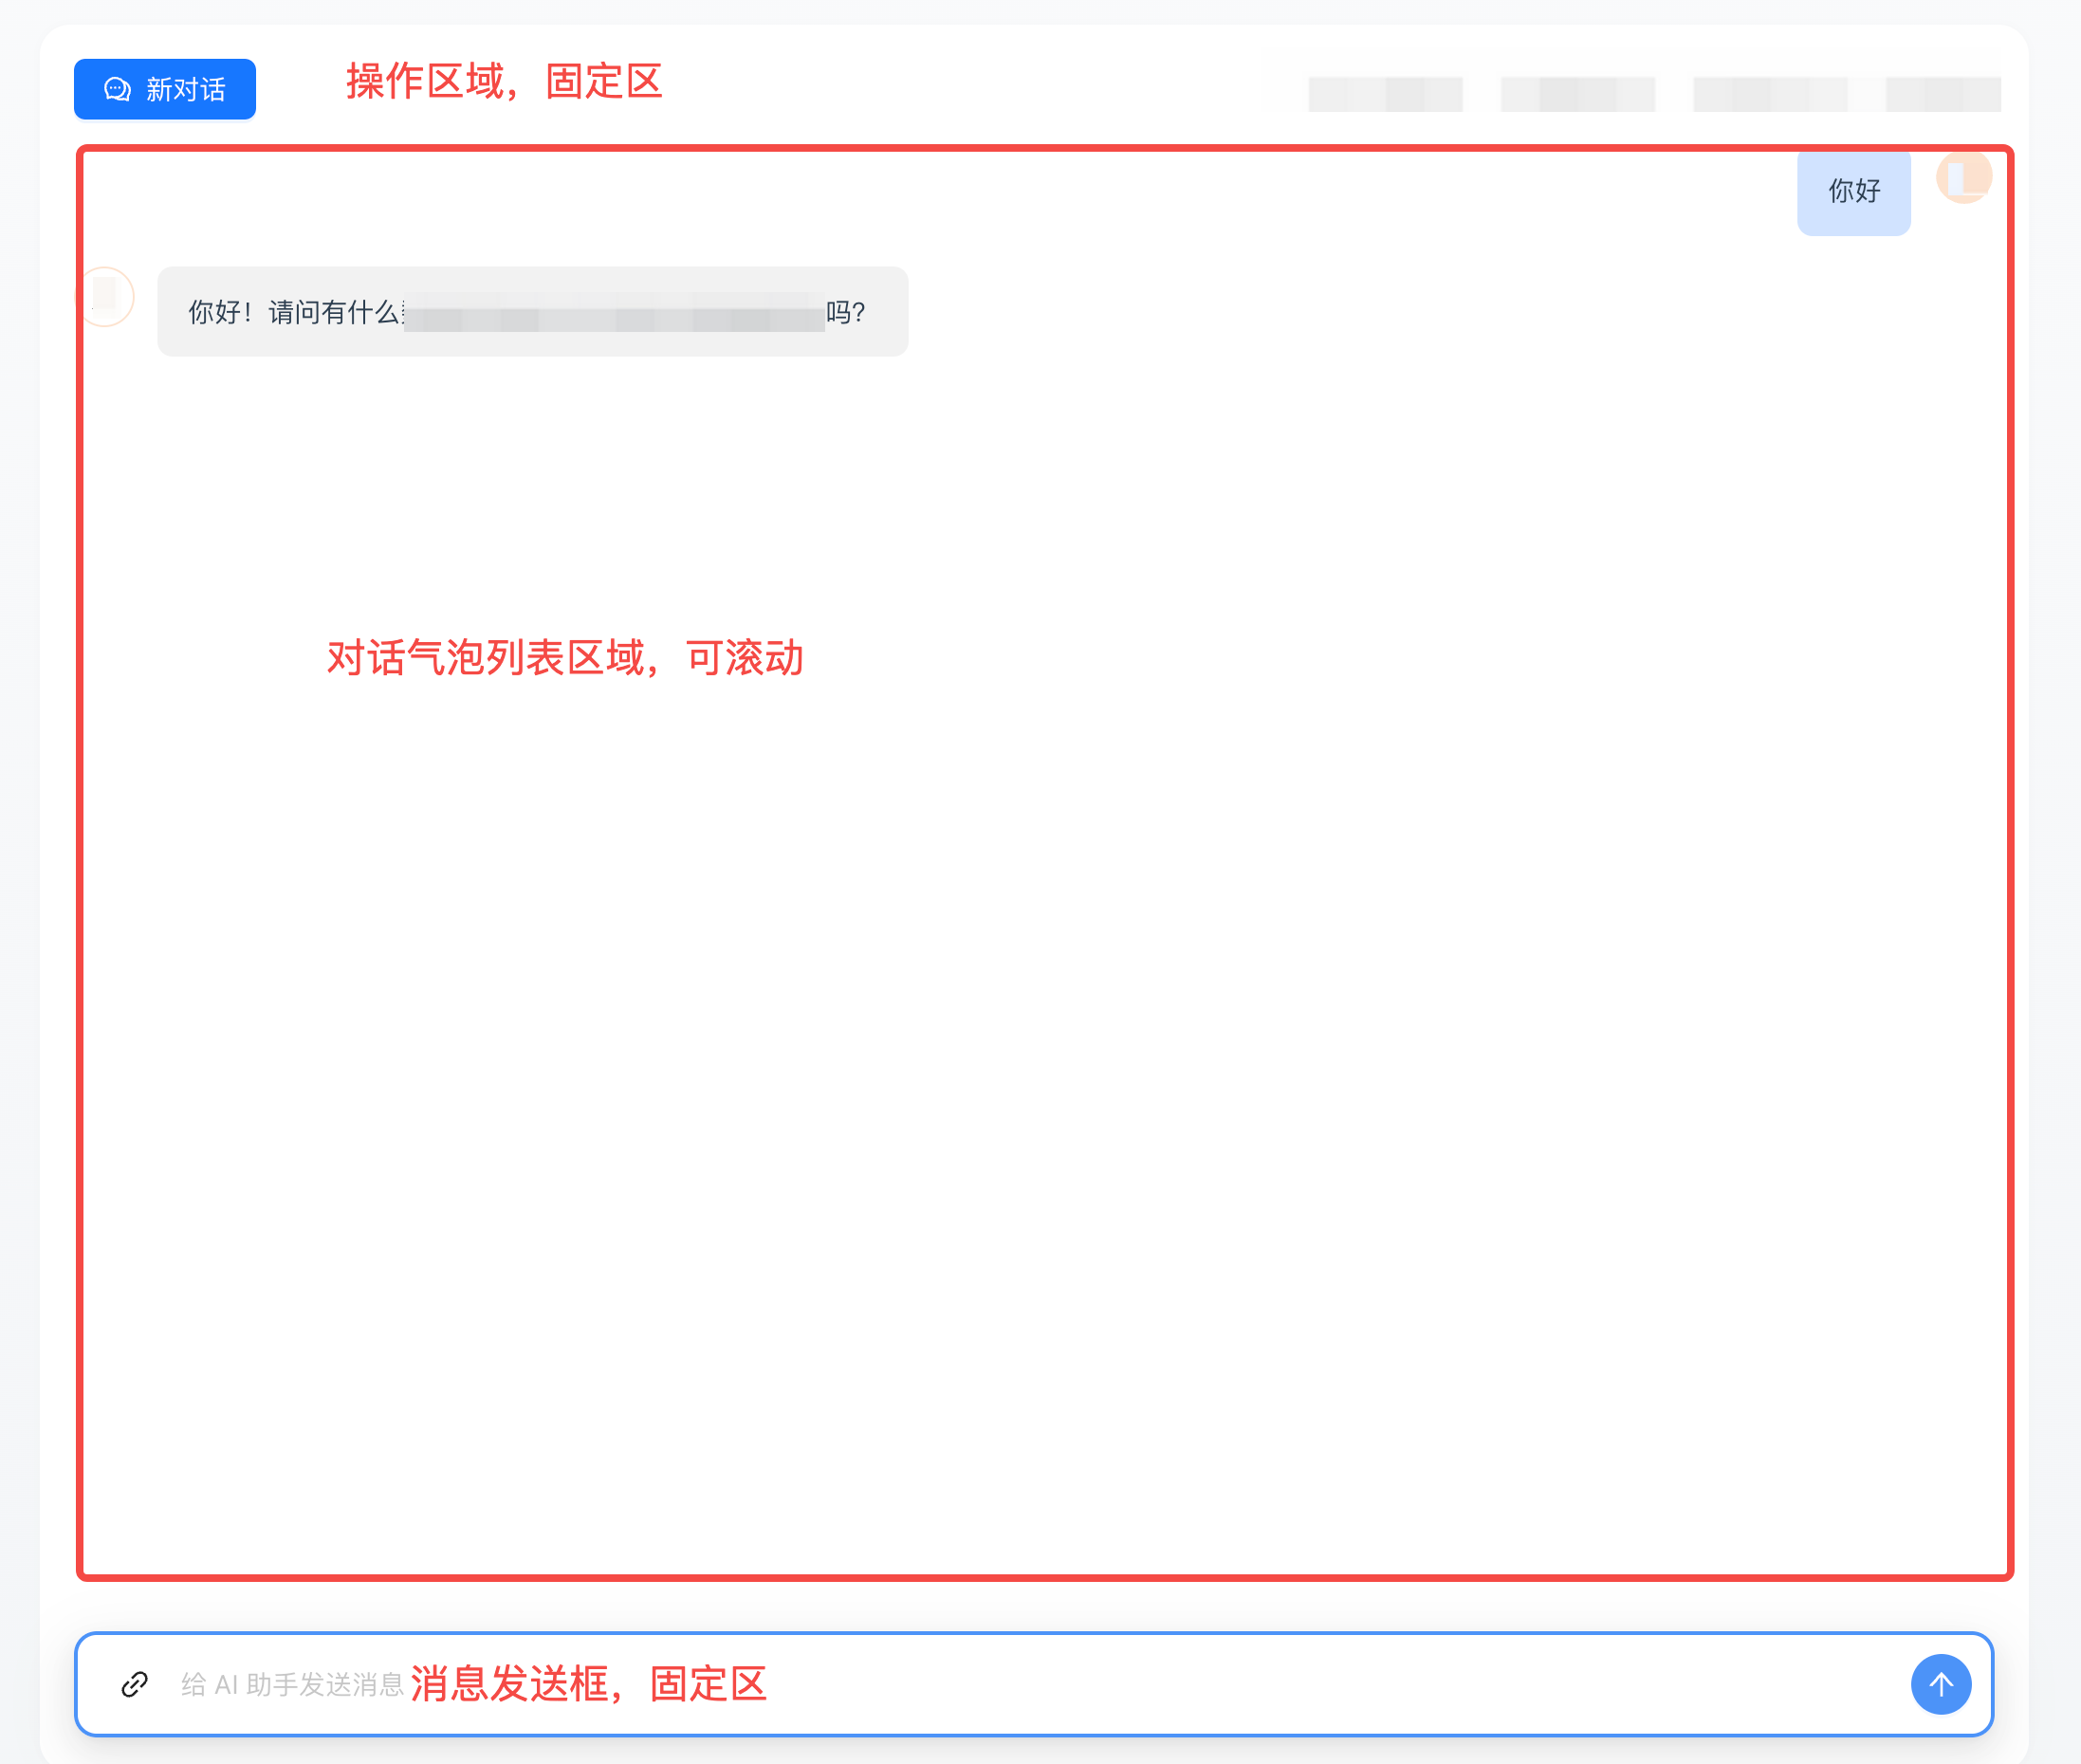 新对话 操作区域，固定区
你好
你好！请问有什么 吗?
对话气泡列表区域，可滚动
给 AI 助手发送消息 消息发送框，固定区